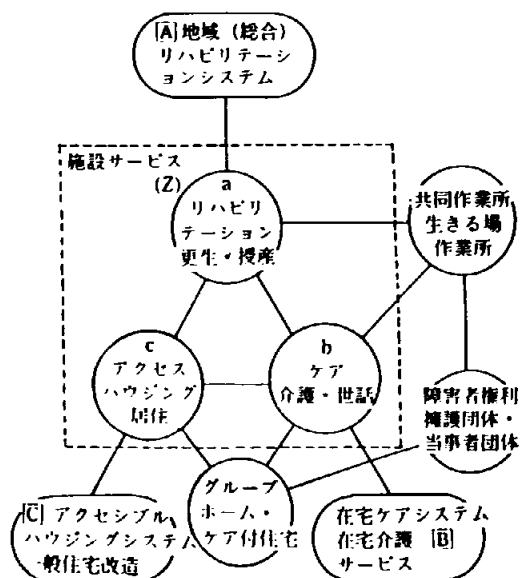 [A]地域（総合）
リハビリテーシ
ョンシステム
施設サービス
(Z)
a
リハビリ
テーション
更生・授産
共同作業所
生きる場
作業所
c
アクセス
ハウジング
居住
b
ケア
介護・世話
障害者権利
擁護団体・
当事者団体
グループ
ホーム・
ケア付住宅
[C] アクセシブル
ハウジングシステム
一般住宅改造
在宅ケアシステム
在宅介護 [B]
サービス